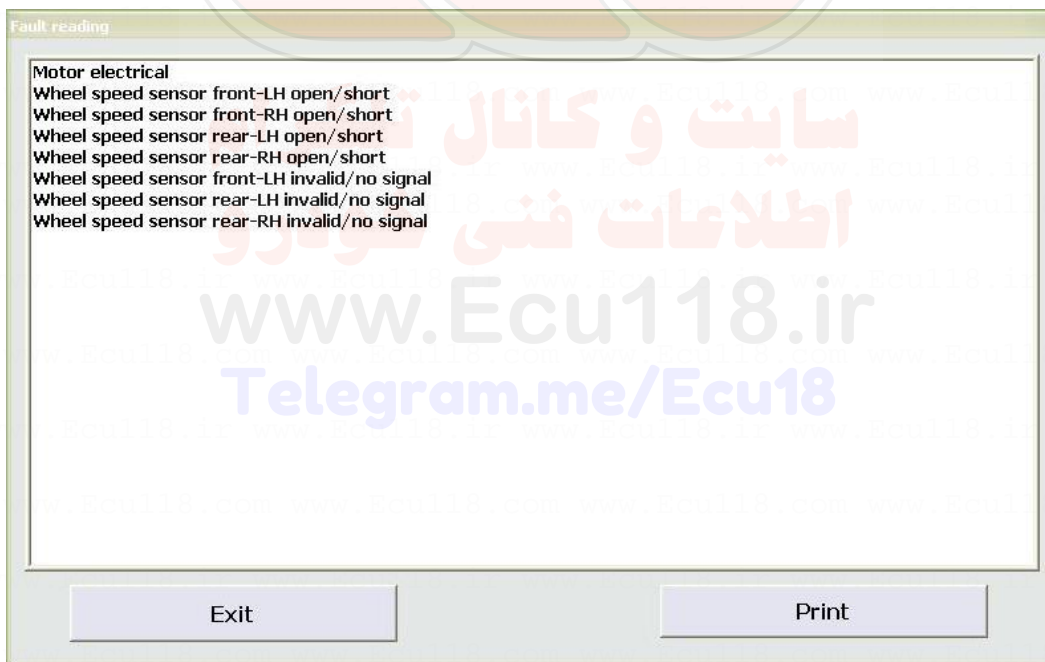 Fault reading
Motor electrical
Wheel speed sensor front-LH open/short
Wheel speed sensor front-RH open/short
Wheel speed sensor rear-LH open/short
Wheel speed sensor rear-RH open/short
Wheel speed sensor front-LH invalid/no signal
Wheel speed sensor rear-LH invalid/no signal
Wheel speed sensor rear-RH invalid/no signal
سایت و کانال تلگرام
اطلاعات فنی خودرو
www.Ecu118.ir
Telegram.me/Ecu18
Exit
Print